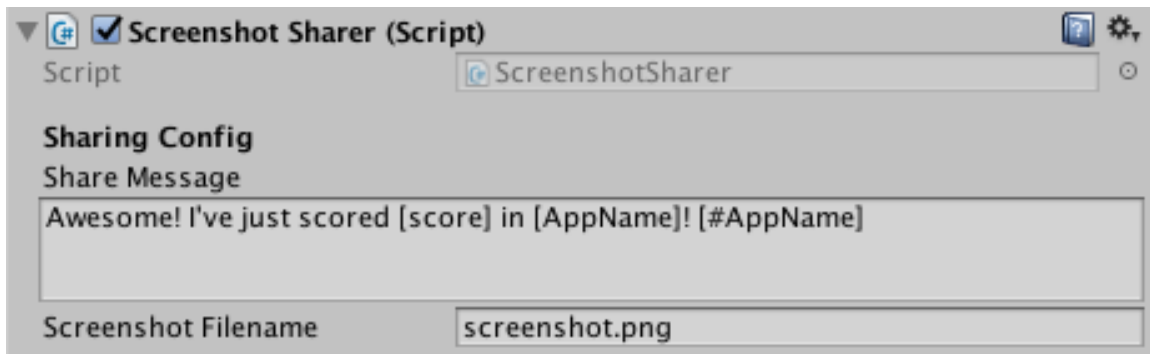 Screenshot Sharer (Script)
Script ScreenshotSharer
Sharing Config
Share Message
Awesome! I've just scored [score] in [AppName]! [#AppName]
Screenshot Filename screenshot.png